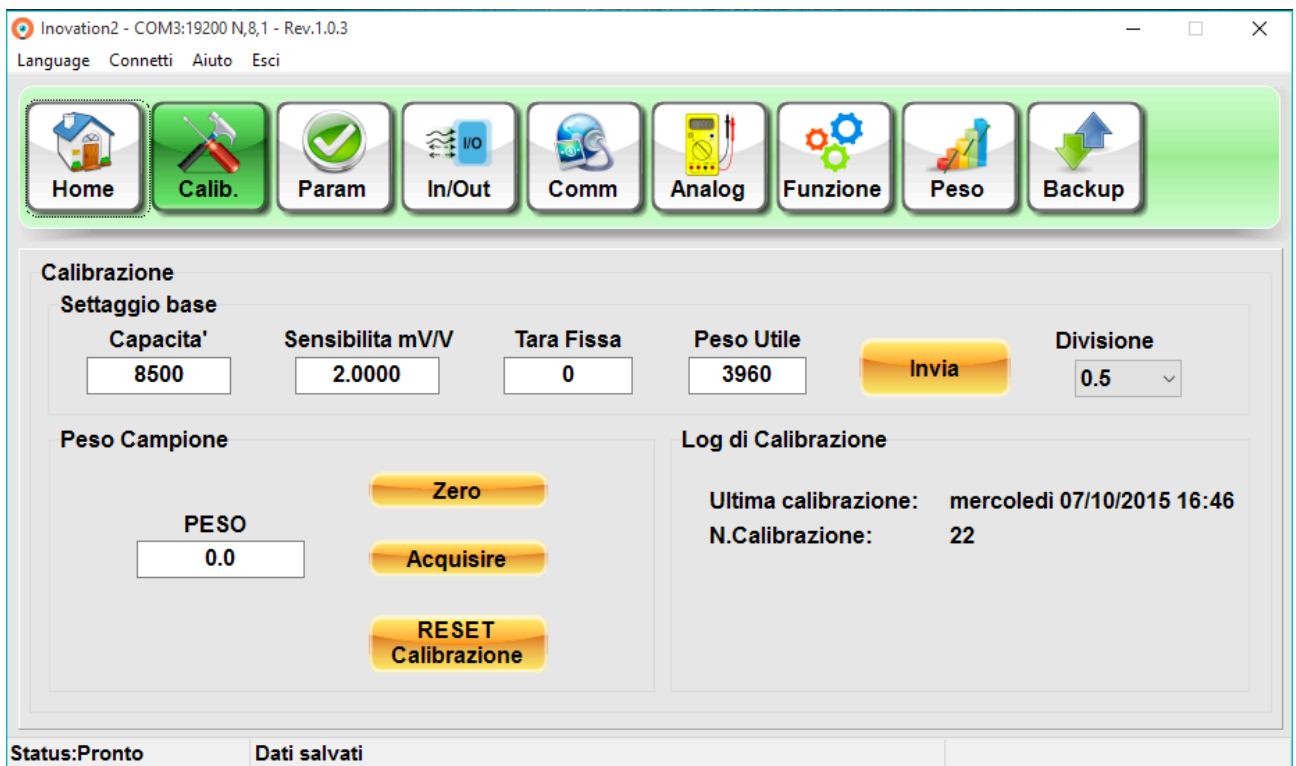 Inovation2 - COM3:19200 N,8,1 - Rev.1.0.3
Language Connetti Aiuto Esci
Home Calib. Param In/Out Comm Analog Funzione Peso Backup
I/O
Calibrazione
Settaggio base
Capacita' Sensibilita mV/V Tara Fissa Peso Utile Divisione
8500 2.0000 0 3960 Invia 0.5
Peso Campione
Zero
PESO
0.0
Acquisire
RESET
Calibrazione
Log di Calibrazione
Ultima calibrazione: mercoledì 07/10/2015 16:46
N.Calibrazione: 22
Status:Pronto Dati salvati